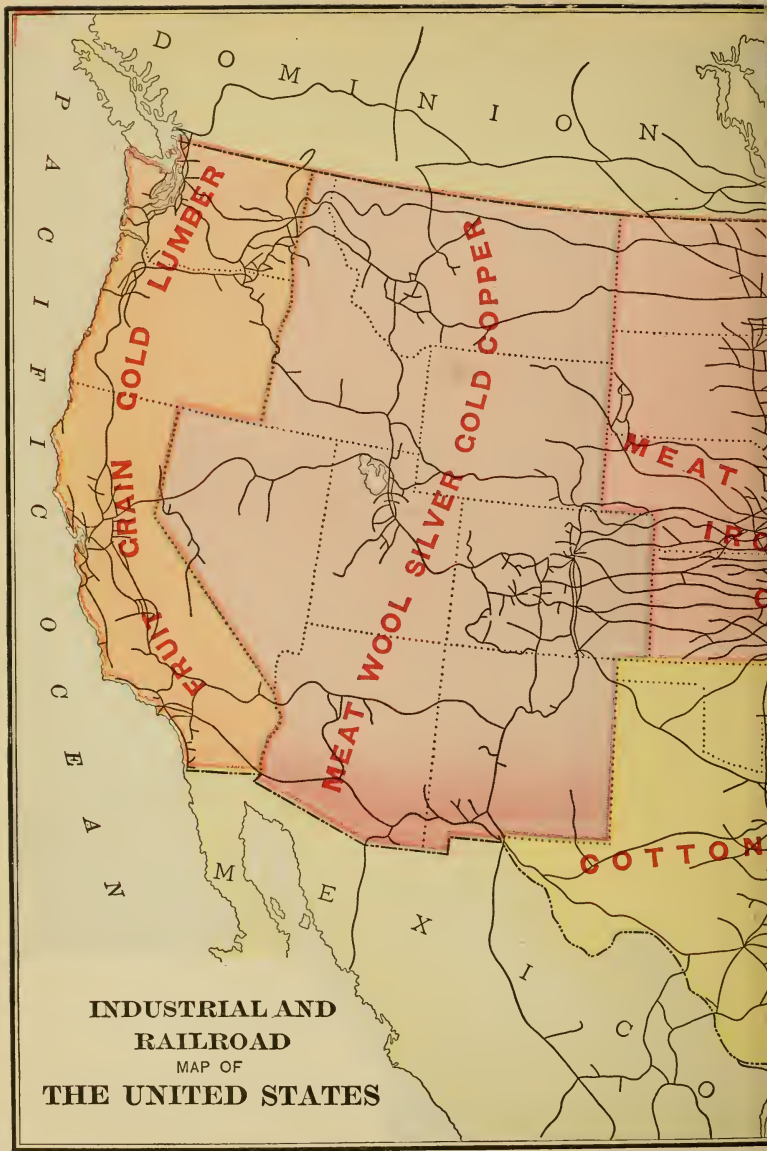 DOMINION
PACIFIC OCEAN
LUMBER
GOLD
GRAIN
FRUIT
COPPER
GOLD
SILVER
WOOL
MEAT
MEAT
IRO
C
COTTON
MEXICO
INDUSTRIAL AND
RAILROAD
MAP OF
THE UNITED STATES